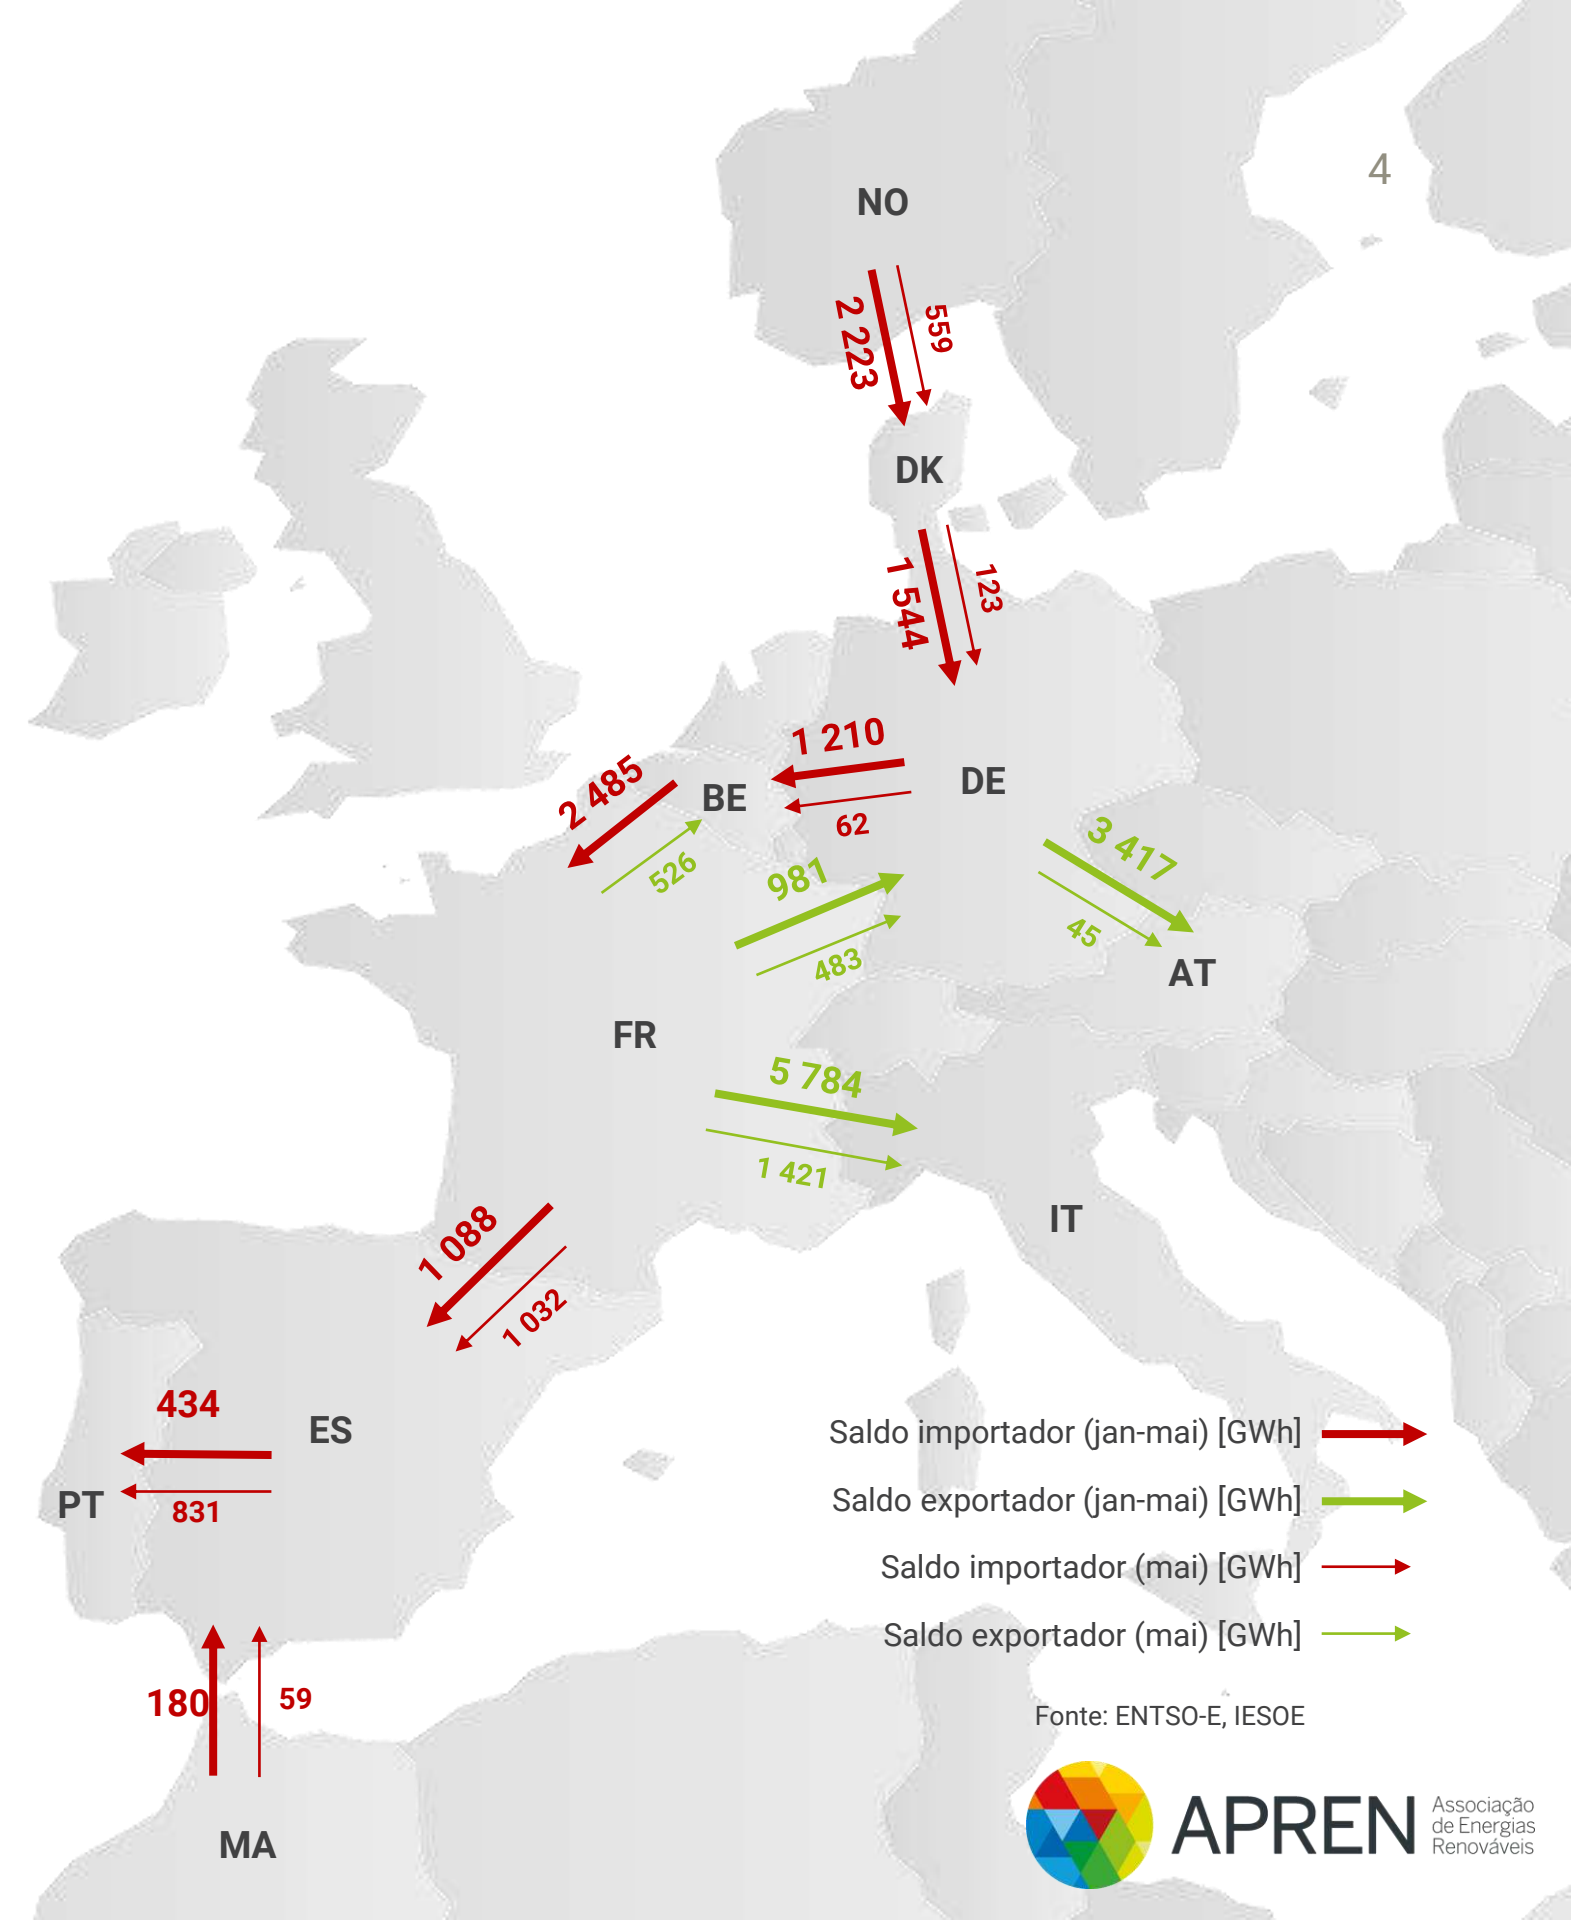 4
NO
2 223
559
DK
1 544
123
1 210
DE
2 485
BE
62
3 417
526
981
45
483
AT
FR
5 784
1 421
1 088
IT
1 032
434
ES
Saldo importador (jan-mai) [GWh]
PT
831
Saldo exportador (jan-mai) [GWh]
Saldo importador (mai) [GWh]
Saldo exportador (mai) [GWh]
180
59
Fonte: ENTSO-E, IESOE
MA
APREN
Associação
de Energias
Renováveis